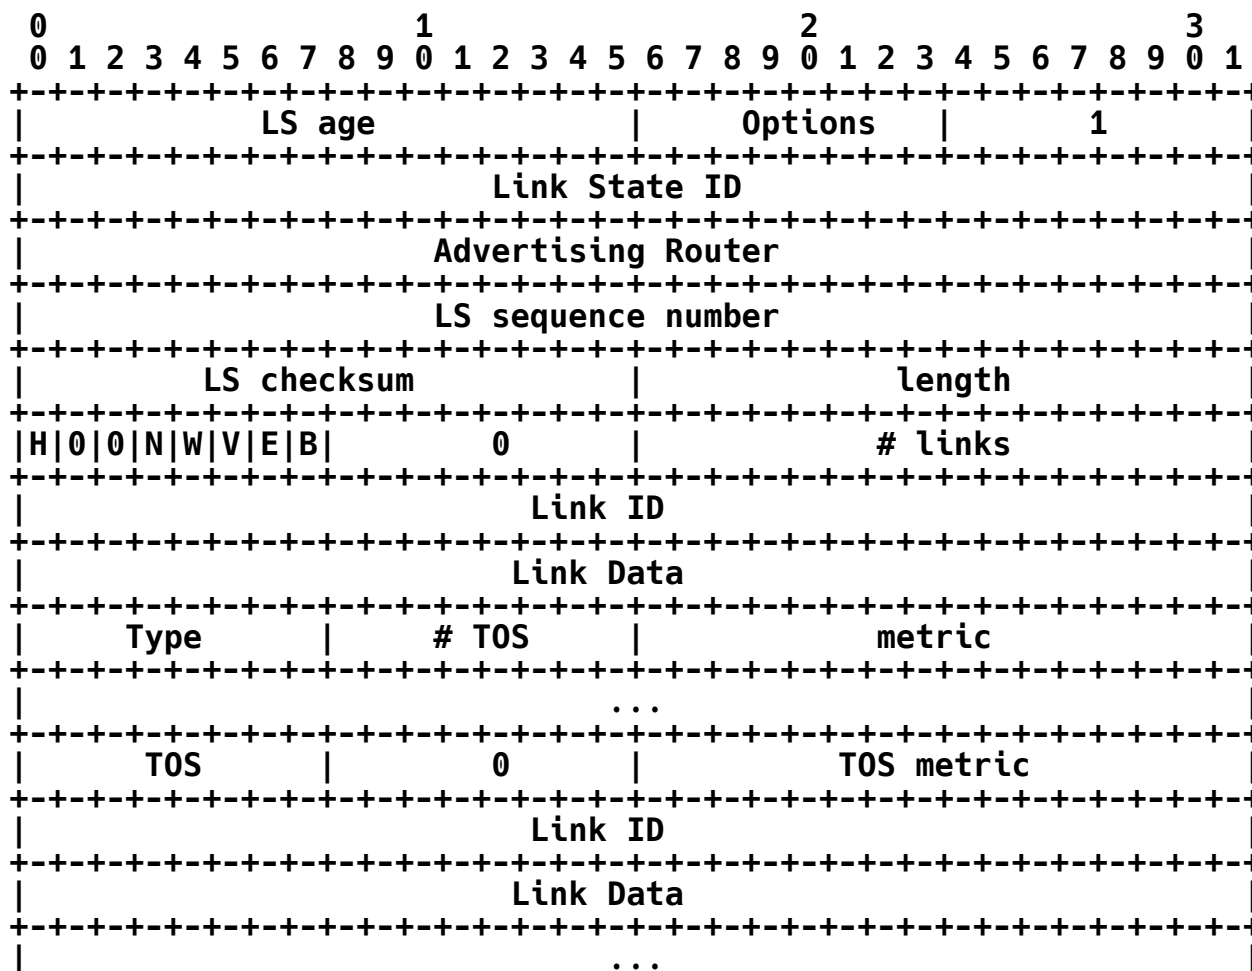 0                   1                   2                   3
 0 1 2 3 4 5 6 7 8 9 0 1 2 3 4 5 6 7 8 9 0 1 2 3 4 5 6 7 8 9 0 1
+-+-+-+-+-+-+-+-+-+-+-+-+-+-+-+-+-+-+-+-+-+-+-+-+-+-+-+-+-+-+-+-+
|            LS age             |     Options   |       1       |
+-+-+-+-+-+-+-+-+-+-+-+-+-+-+-+-+-+-+-+-+-+-+-+-+-+-+-+-+-+-+-+-+
|                        Link State ID                          |
+-+-+-+-+-+-+-+-+-+-+-+-+-+-+-+-+-+-+-+-+-+-+-+-+-+-+-+-+-+-+-+-+
|                     Advertising Router                        |
+-+-+-+-+-+-+-+-+-+-+-+-+-+-+-+-+-+-+-+-+-+-+-+-+-+-+-+-+-+-+-+-+
|                     LS sequence number                        |
+-+-+-+-+-+-+-+-+-+-+-+-+-+-+-+-+-+-+-+-+-+-+-+-+-+-+-+-+-+-+-+-+
|         LS checksum           |             length            |
+-+-+-+-+-+-+-+-+-+-+-+-+-+-+-+-+-+-+-+-+-+-+-+-+-+-+-+-+-+-+-+-+
|H|0|0|N|W|V|E|B|        0      |            # links            |
+-+-+-+-+-+-+-+-+-+-+-+-+-+-+-+-+-+-+-+-+-+-+-+-+-+-+-+-+-+-+-+-+
|                          Link ID                              |
+-+-+-+-+-+-+-+-+-+-+-+-+-+-+-+-+-+-+-+-+-+-+-+-+-+-+-+-+-+-+-+-+
|                         Link Data                             |
+-+-+-+-+-+-+-+-+-+-+-+-+-+-+-+-+-+-+-+-+-+-+-+-+-+-+-+-+-+-+-+-+
|     Type      |     # TOS     |            metric             |
+-+-+-+-+-+-+-+-+-+-+-+-+-+-+-+-+-+-+-+-+-+-+-+-+-+-+-+-+-+-+-+-+
|                              ...                              |
+-+-+-+-+-+-+-+-+-+-+-+-+-+-+-+-+-+-+-+-+-+-+-+-+-+-+-+-+-+-+-+-+
|      TOS      |        0      |          TOS metric           |
+-+-+-+-+-+-+-+-+-+-+-+-+-+-+-+-+-+-+-+-+-+-+-+-+-+-+-+-+-+-+-+-+
|                          Link ID                              |
+-+-+-+-+-+-+-+-+-+-+-+-+-+-+-+-+-+-+-+-+-+-+-+-+-+-+-+-+-+-+-+-+
|                         Link Data                             |
+-+-+-+-+-+-+-+-+-+-+-+-+-+-+-+-+-+-+-+-+-+-+-+-+-+-+-+-+-+-+-+-+
|                              ...                              |